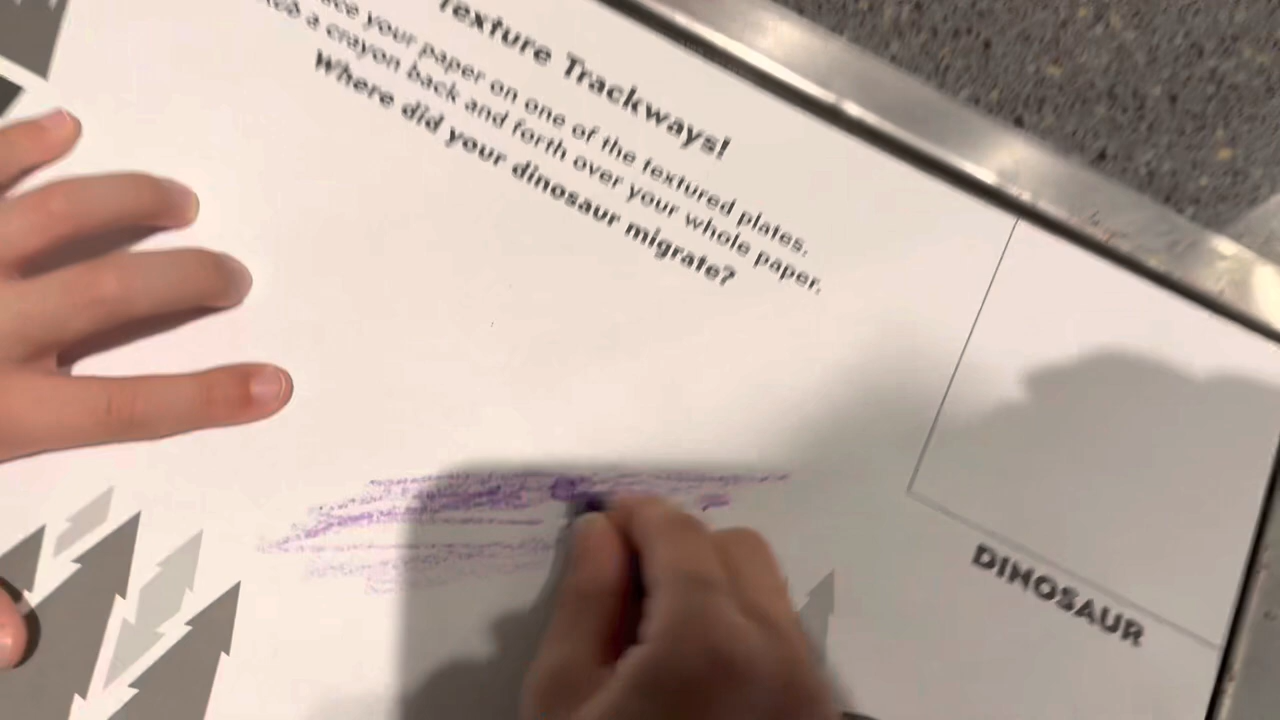 Texture Trackways!
your paper on one of the textured plates.
a crayon back and forth over your whole paper.
Where did your dinosaur migrate?
DINOSAUR